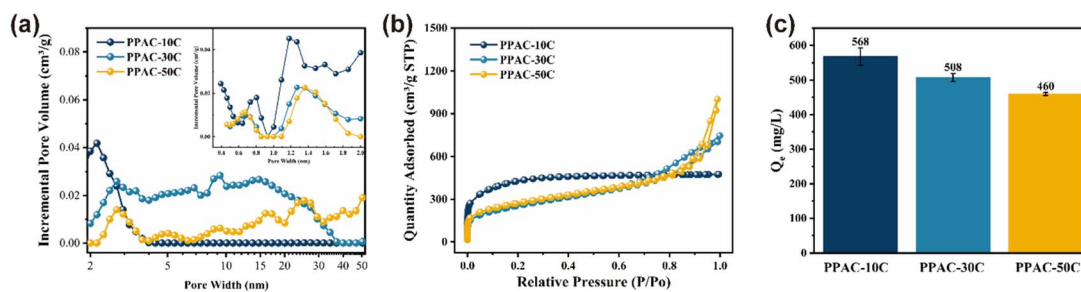 (a)
0.08
0.06
0.04
0.02
0.00
Incremental Pore Volume (cm³/g)
PPAC-10C
PPAC-30C
PPAC-50C
0.04
0.02
0.00
Incremental Pore Volume (cm³/g)
0.4 0.6 0.8 1.0 1.2 1.4 1.6 1.8 2.0
Pore Width (nm)
2 5 10 15 20 30 40 50
Pore Width (nm)
(b)
1500
1200
900
600
300
0
Quantity Adsorbed (cm³/g STP)
PPAC-10C
PPAC-30C
PPAC-50C
0.0 0.2 0.4 0.6 0.8 1.0
Relative Pressure (P/Po)
(c)
600
500
400
300
200
100
0
Qe (mg/L)
568
508
460
PPAC-10C PPAC-30C PPAC-50C